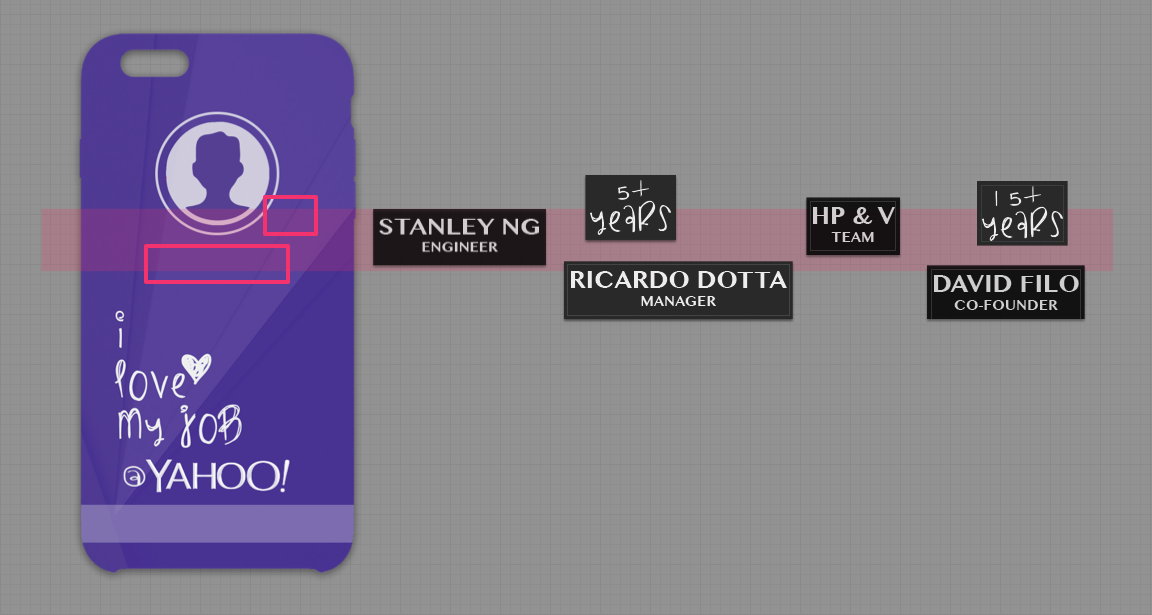 i
love
my joB
@YAHOO!
STANLEY NG
ENGINEER
5+
years
RICARDO DOTTA
MANAGER
HP & V
TEAM
15+
years
DAVID FILO
CO-FOUNDER